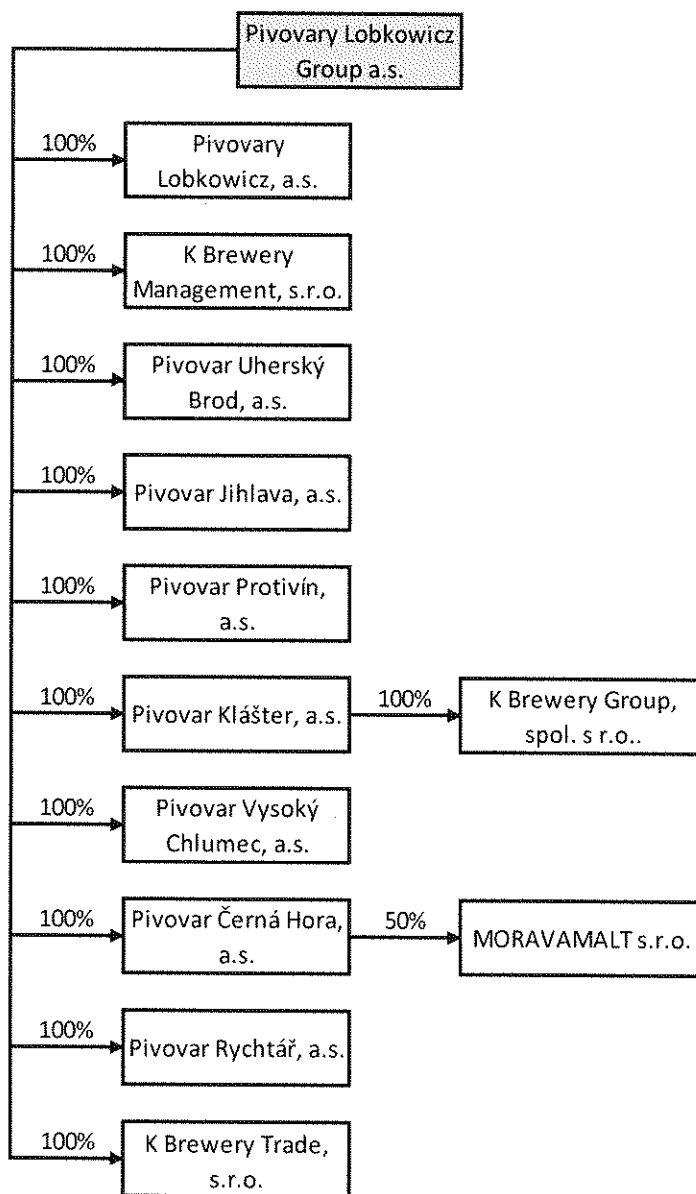 Pivovary Lobkowicz
Group a.s.
100%
Pivovary
Lobkowicz, a.s.
100%
K Brewery
Management, s.r.o.
100%
Pivovar Uherský
Brod, a.s.
100%
Pivovar Jihlava, a.s.
100%
Pivovar Protivín,
a.s.
100%
Pivovar Klášter, a.s.
100%
K Brewery Group,
spol. s r.o..
100%
Pivovar Vysoký
Chlumec, a.s.
100%
Pivovar Černá Hora,
a.s.
50%
MORAVAMALT s.r.o.
100%
Pivovar Rychtář, a.s.
100%
K Brewery Trade,
s.r.o.